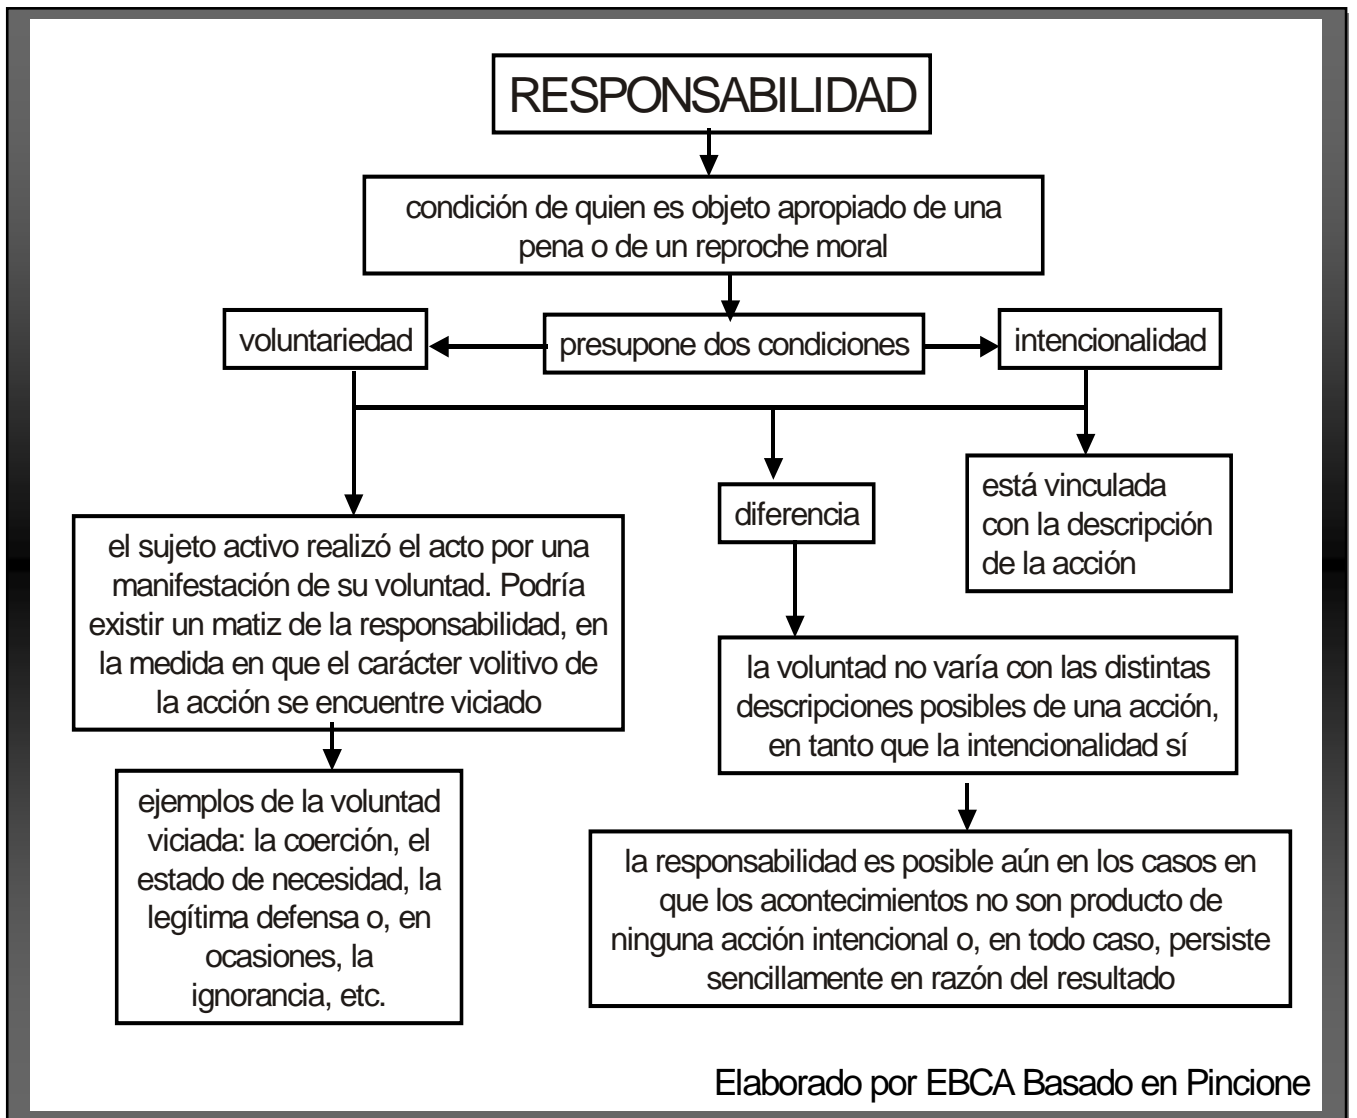 RESPONSABILIDAD
condición de quien es objeto apropiado de una
pena o de un reproche moral
voluntariedad
presupone dos condiciones
intencionalidad
está vinculada
con la descripción
de la acción
diferencia
el sujeto activo realizó el acto por una
manifestación de su voluntad. Podría
existir un matiz de la responsabilidad, en
la medida en que el carácter volitivo de
la acción se encuentre viciado
la voluntad no varía con las distintas
descripciones posibles de una acción,
en tanto que la intencionalidad sí
ejemplos de la voluntad
viciada: la coerción, el
estado de necesidad, la
legítima defensa o, en
ocasiones, la
ignorancia, etc.
la responsabilidad es posible aún en los casos en
que los acontecimientos no son producto de
ninguna acción intencional o, en todo caso, persiste
sencillamente en razón del resultado
Elaborado por EBCA Basado en Pincione